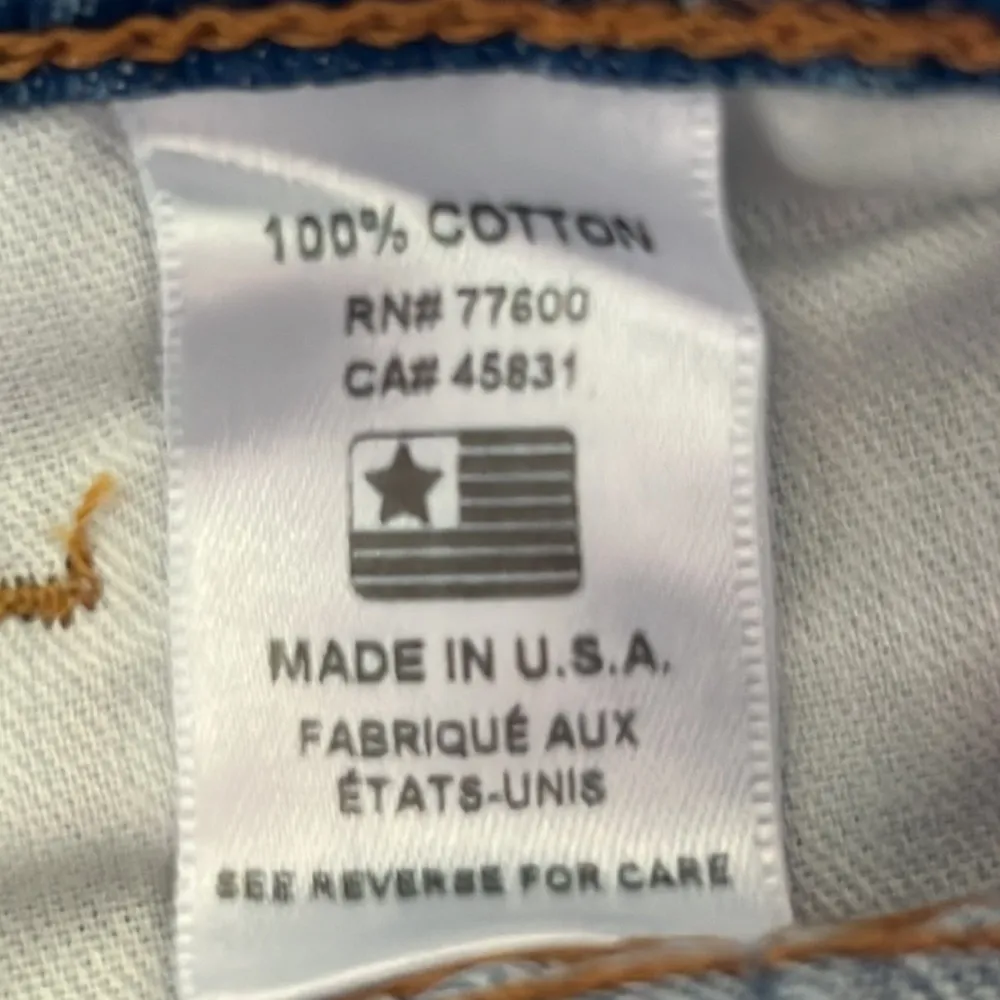 100% COTTON
RN# 77600
CA# 45831
MADE IN U.S.A.
FABRIQUÉ AUX
ÉTATS-UNIS
SEE REVERSE FOR CARE